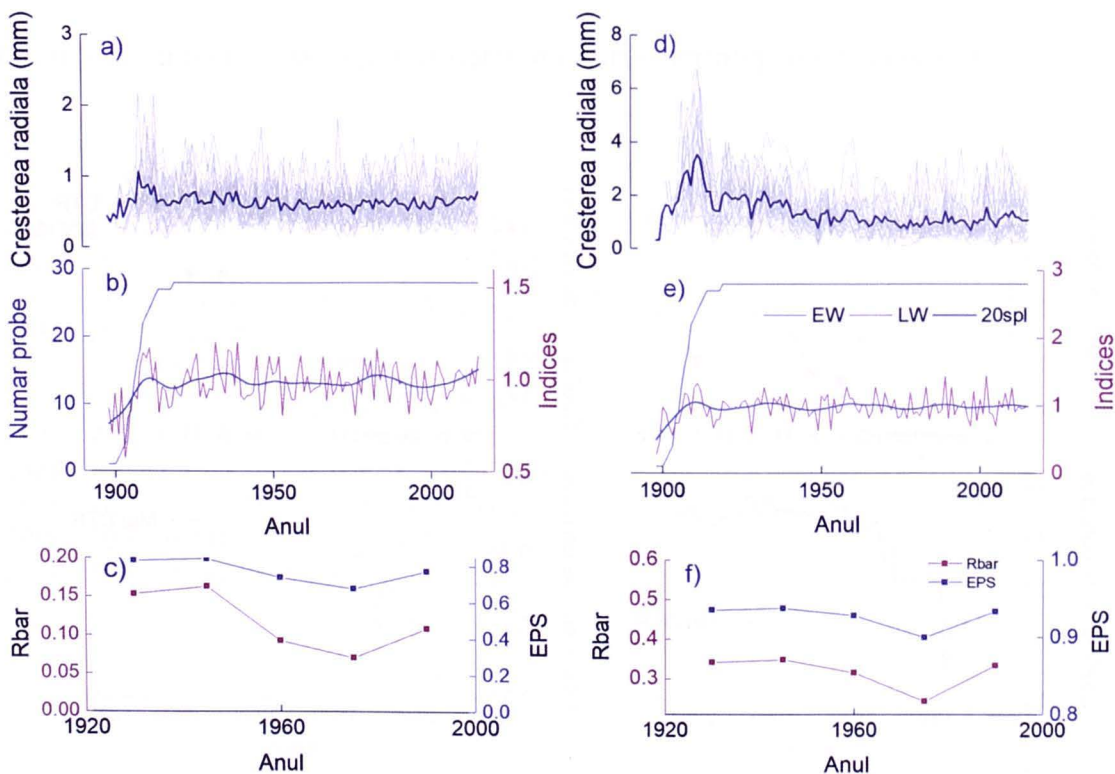 a)
Cresterea radiala (mm)
3
2
1
0
d)
Cresterea radiala (mm)
8
6
4
2
0
b)
Numar probe
30
20
10
0
1.5
1.0
0.5
Indices
1900
1950
2000
Anul
e)
EW
LW
20spl
3
2
1
0
Indices
1900
1950
2000
Anul
c)
Rbar
0.20
0.15
0.10
0.05
0.00
0.8
0.6
0.4
0.2
0.0
EPS
1920
1960
2000
Anul
f)
Rbar
EPS
Rbar
0.6
0.5
0.4
0.3
1.0
0.9
0.8
EPS
1920
1960
2000
Anul